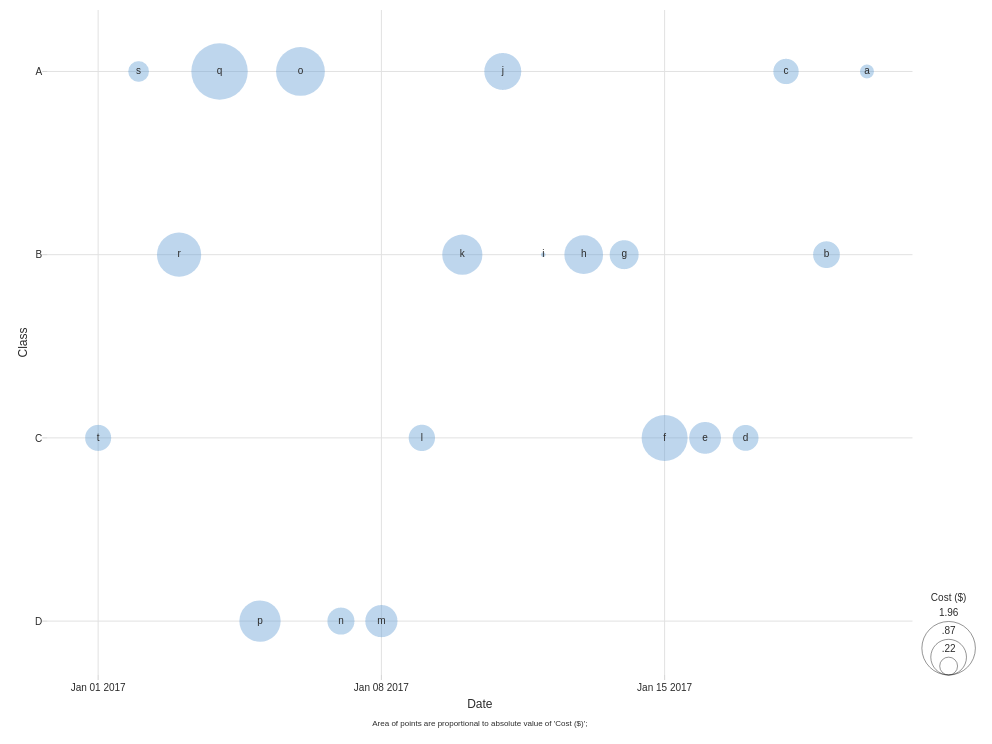 A
s
q
o
j
c
a
B
r
k
i
h
g
b
Class
C
t
l
f
e
d
D
p
n
m
Cost ($)
1.96
.87
.22
Jan 01 2017
Jan 08 2017
Jan 15 2017
Date
Area of points are proportional to absolute value of 'Cost ($)';